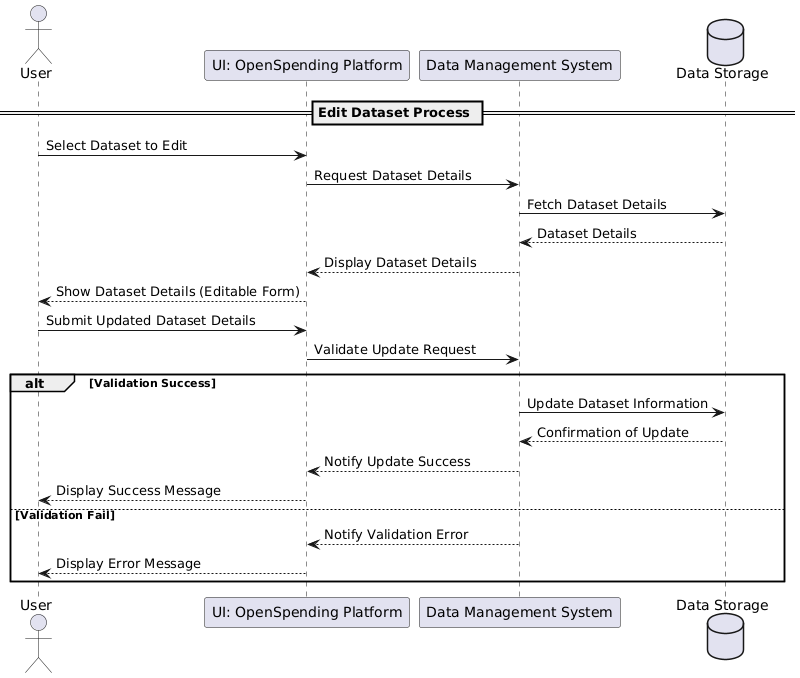 User
UI: OpenSpending Platform
Data Management System
Data Storage
Edit Dataset Process
Select Dataset to Edit
Request Dataset Details
Fetch Dataset Details
Dataset Details
Display Dataset Details
Show Dataset Details (Editable Form)
Submit Updated Dataset Details
Validate Update Request
alt [Validation Success]
Update Dataset Information
Confirmation of Update
Notify Update Success
Display Success Message
[Validation Fail]
Notify Validation Error
Display Error Message
User
UI: OpenSpending Platform
Data Management System
Data Storage